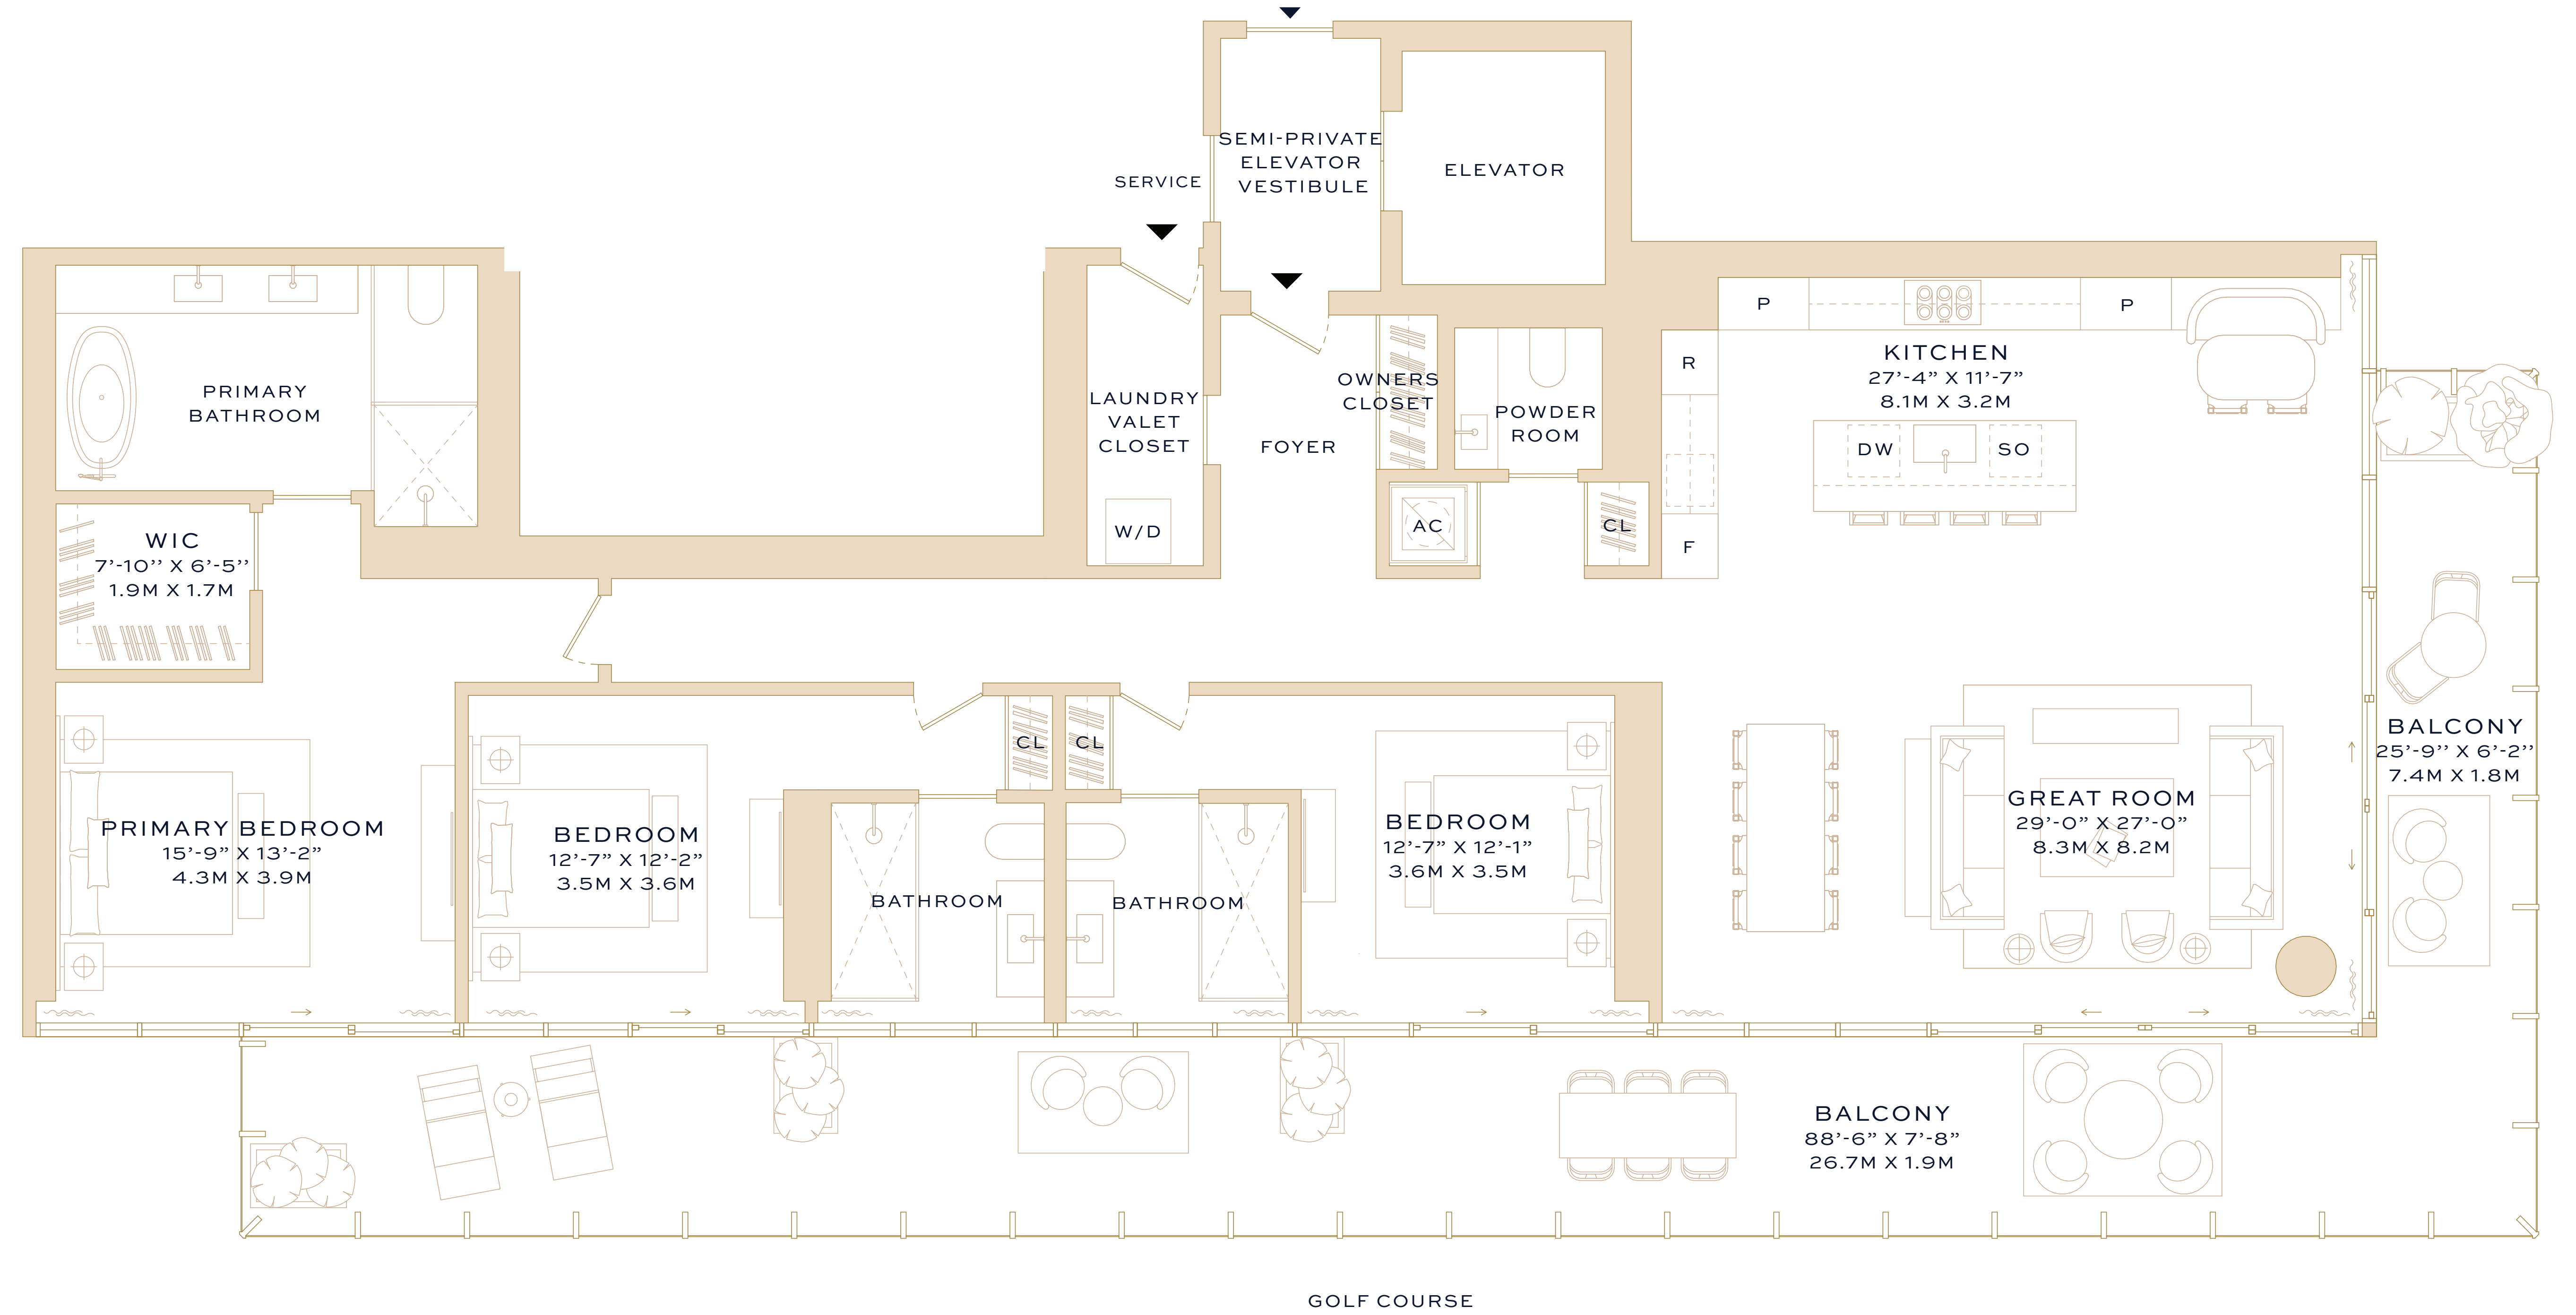 SEMI-PRIVATE
ELEVATOR
VESTIBULE
ELEVATOR
SERVICE
PRIMARY
BATHROOM
LAUNDRY
VALET
CLOSET
W/D
FOYER
OWNERS
CLOSET
POWDER
ROOM
AC
CL
P
P
R
F
KITCHEN
27'-4” X 11'-7”
8.1M X 3.2M
DW
SO
WIC
7’-10’’ X 6’-5’’
1.9M X 1.7M
PRIMARY BEDROOM
15’-9” X 13’-2”
4.3M X 3.9M
BEDROOM
12’-7” X 12’-2”
3.5M X 3.6M
CL
CL
BATHROOM
BATHROOM
BEDROOM
12’-7” X 12’-1”
3.6M X 3.5M
GREAT ROOM
29’-0” X 27’-0”
8.3M X 8.2M
BALCONY
25’-9’’ X 6’-2’’
7.4M X 1.8M
BALCONY
88’-6” X 7’-8”
26.7M X 1.9M
GOLF COURSE